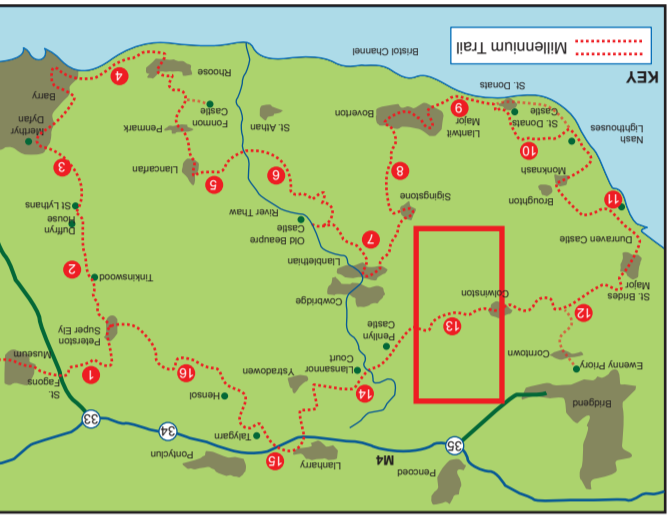 Pencoed
M4
Llanharry
Pontyclun
35
15
Talygarn
34
33
Bridgend
14
Hensol
Llansannor
Court
Ystradowen
16
St.
Fagons
Museum
1
Ewenny Priory
Corntown
Penllyn
Castle
Peterston
Super Ely
12
13
St. Brides
Major
Colwinston
Cowbridge
Tinkinswood
2
Llanblethian
Dunraven Castle
7
Old Beaupre
Castle
River Thaw
Duffryn
House
St Lythans
11
Broughton
Monknash
Sigingstone
8
6
5
Llancarfan
3
Nash
Lighthouses
10
St. Donats
Castle
St. Donats
9
Llantwit
Major
Boverton
St. Athan
Penmark
Fonmon
Castle
Merthyr
Dyfan
Barry
4
Rhoose
Bristol Channel
KEY
Millennium Trail